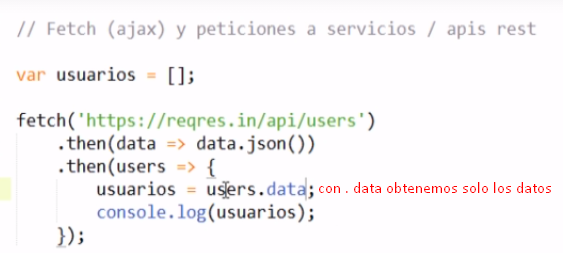 // Fetch (ajax) y peticiones a servicios / apis rest
var usuarios = [];
fetch('https://reqres.in/api/users')
.then(data => data.json())
.then(users => {
usuarios = users.data; con . data obtenemos solo los datos
console.log(usuarios);
});